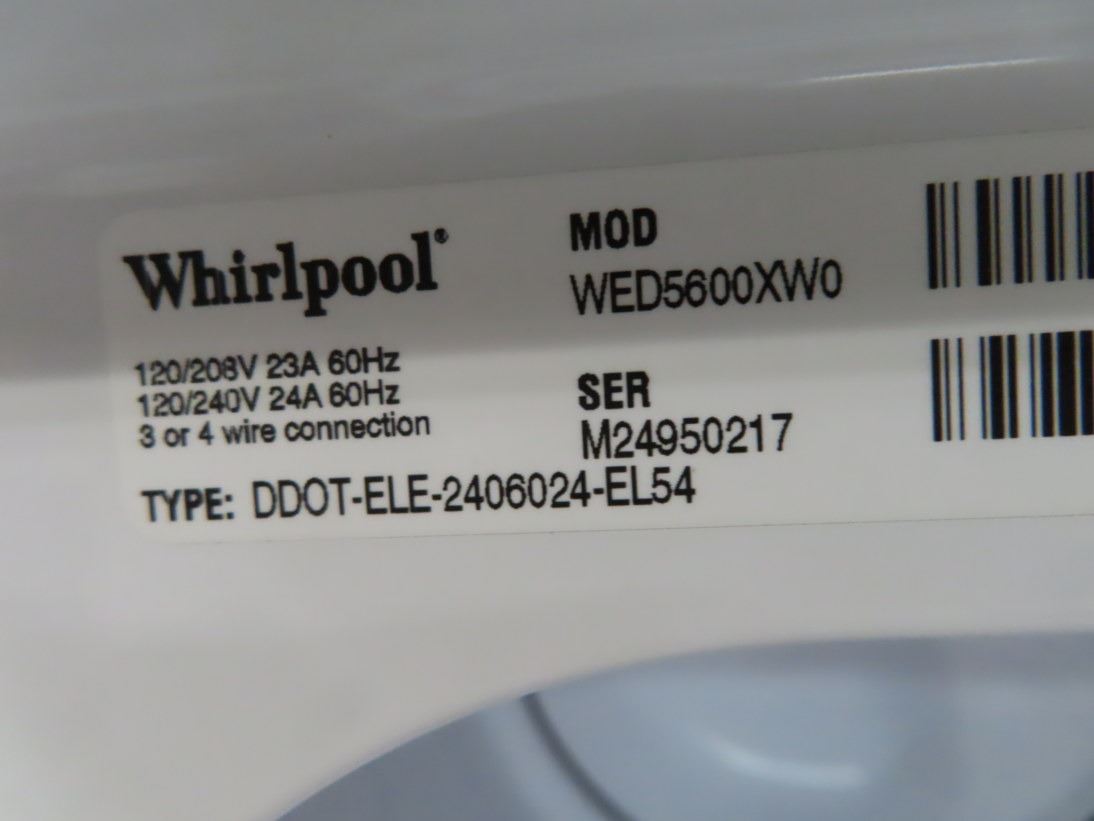 Whirlpool®
120/208V 23A 60Hz
120/240V 24A 60Hz
3 or 4 wire connection
TYPE: DDOT-ELE-2406024-EL54
MOD
WED5600XW0
SER
M24950217